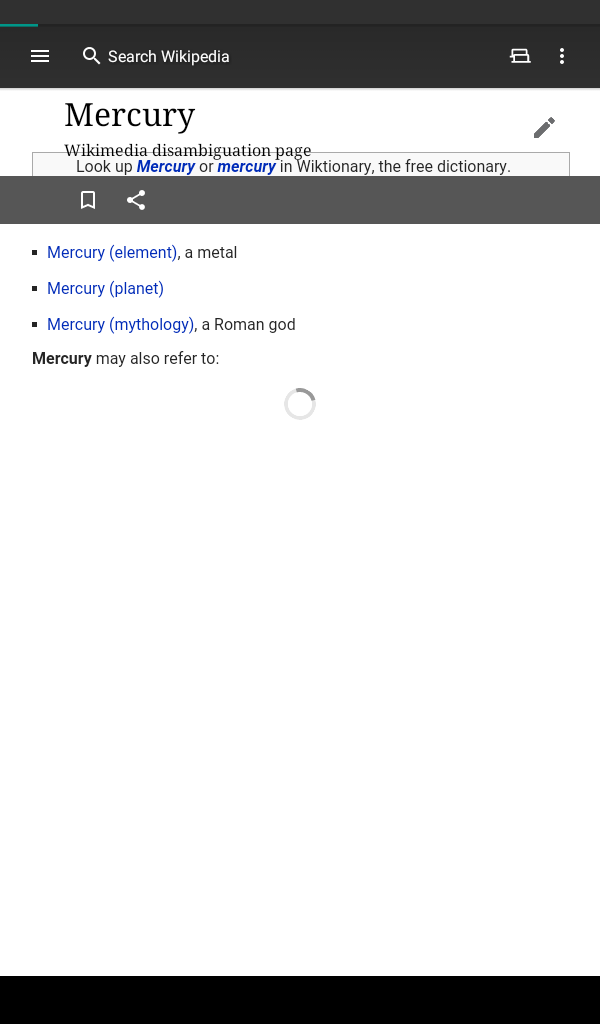 Search Wikipedia
Mercury
Wikimedia disambiguation page
Look up Mercury or mercury in Wiktionary, the free dictionary.
Mercury (element), a metal
Mercury (planet)
Mercury (mythology), a Roman god
Mercury may also refer to: